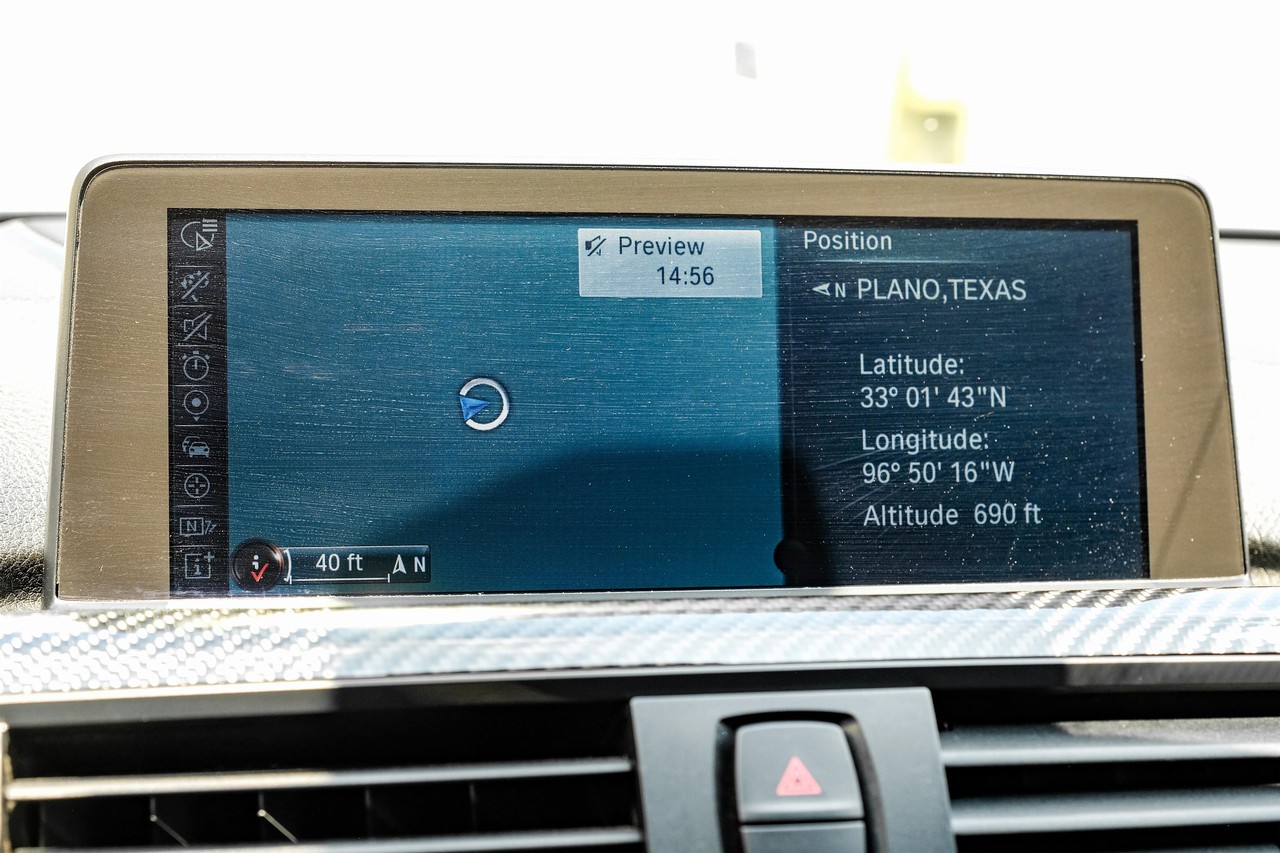 Preview
14:56
Position
N PLANO,TEXAS
Latitude:
33° 01' 43"N
Longitude:
96° 50' 16"W
Altitude 690 ft
N
i
i
40 ft N